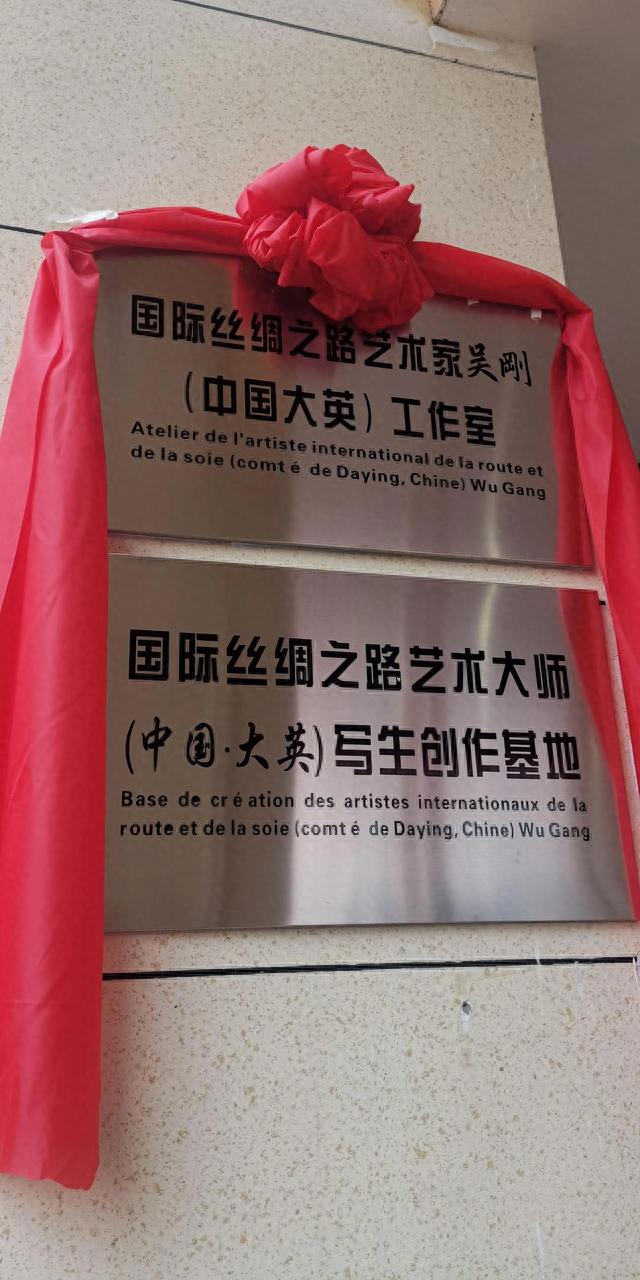 国际丝绸之路艺术家吴刚
（中国大英）工作室
Atelier de l'artiste international de la route et
de la soie (comt é de Daying, Chine) Wu Gang
国际丝绸之路艺术大师
(中国·大英)写生创作基地
Base de cré ation des artistes internationaux de la
route et de la soie (comt é de Daying, Chine) Wu Gang